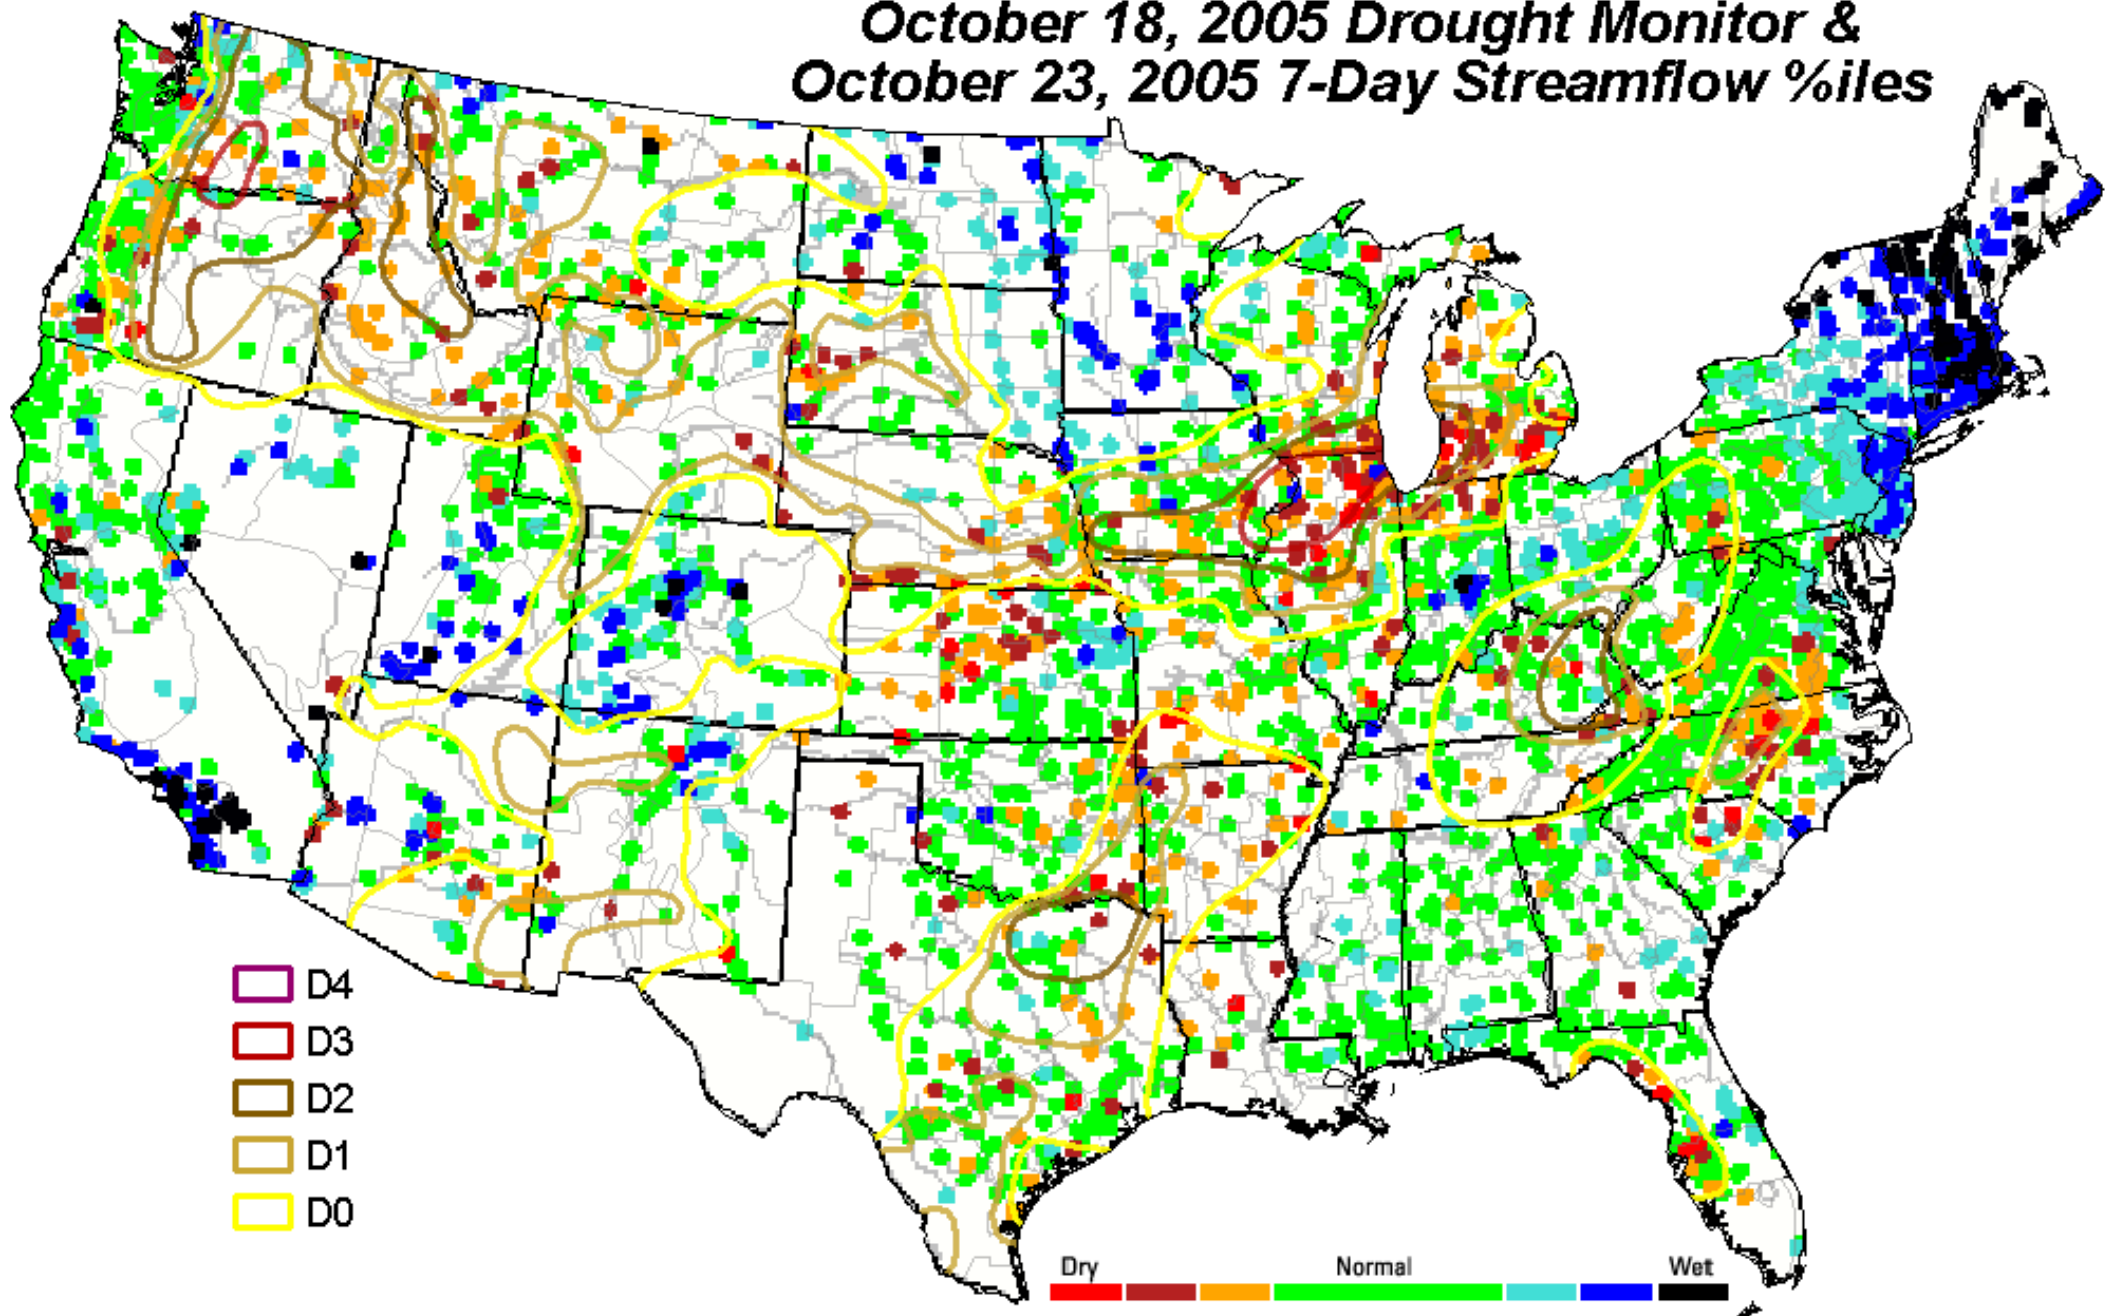 October 18, 2005 Drought Monitor &
October 23, 2005 7-Day Streamflow %iles
D4
D3
D2
D1
D0
Dry Normal Wet